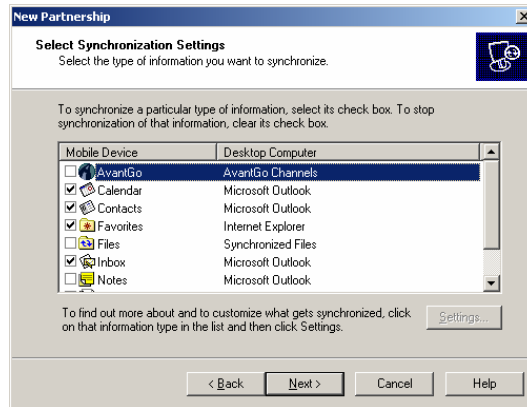 New Partnership
Select Synchronization Settings
Select the type of information you want to synchronize.
To synchronize a particular type of information, select its check box. To stop
synchronization of that information, clear its check box.
Mobile Device Desktop Computer
AvantGo AvantGo Channels
Calendar Microsoft Outlook
Contacts Microsoft Outlook
Favorites Internet Explorer
Files Synchronized Files
Inbox Microsoft Outlook
Notes Microsoft Outlook
To find out more about and to customize what gets synchronized, click
on that information type in the list and then click Settings.
Settings...
< Back Next > Cancel Help